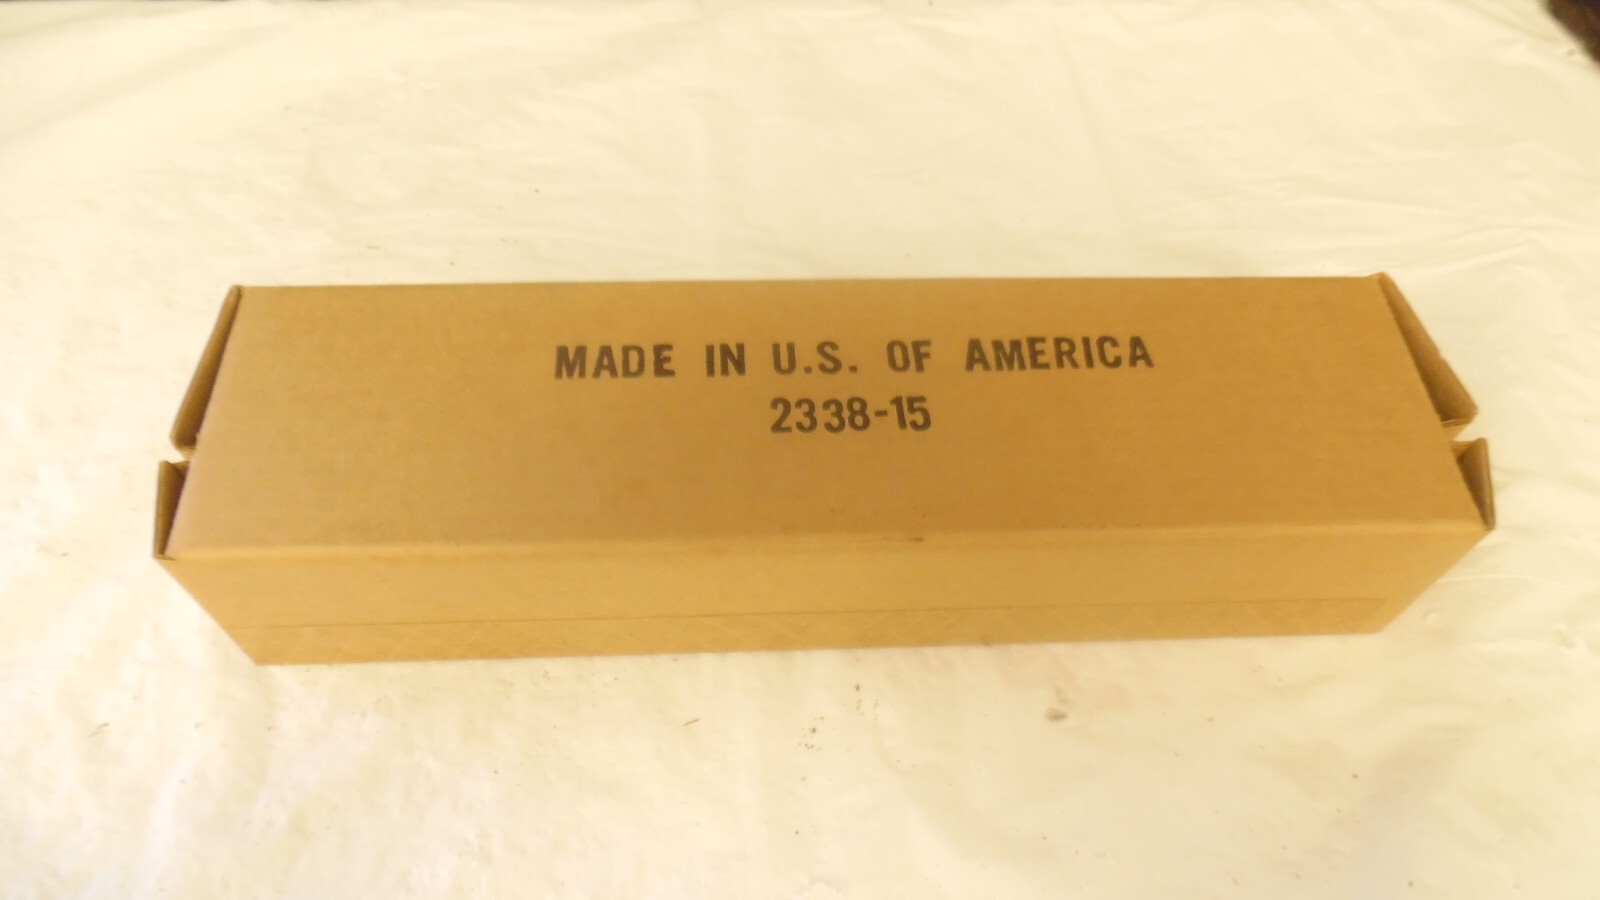 MADE IN U.S. OF AMERICA
2338-15